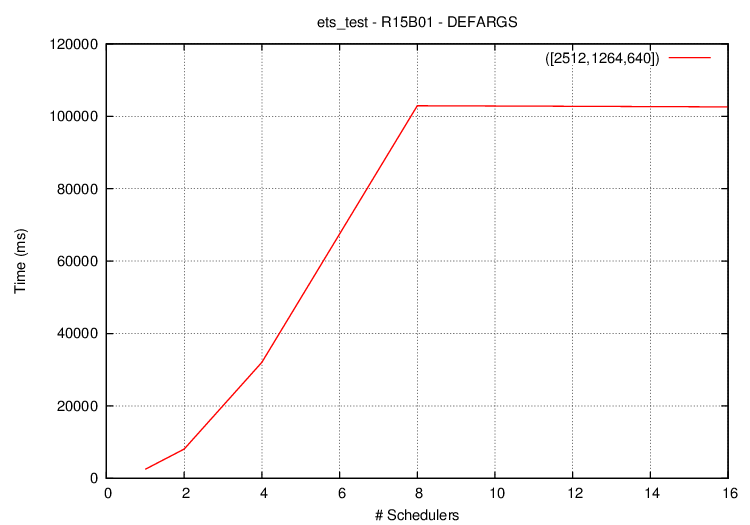 ets_test - R15B01 - DEFARGS
([2512,1264,640])
120000
100000
80000
60000
40000
20000
0
Time (ms)
0 2 4 6 8 10 12 14 16
# Schedulers